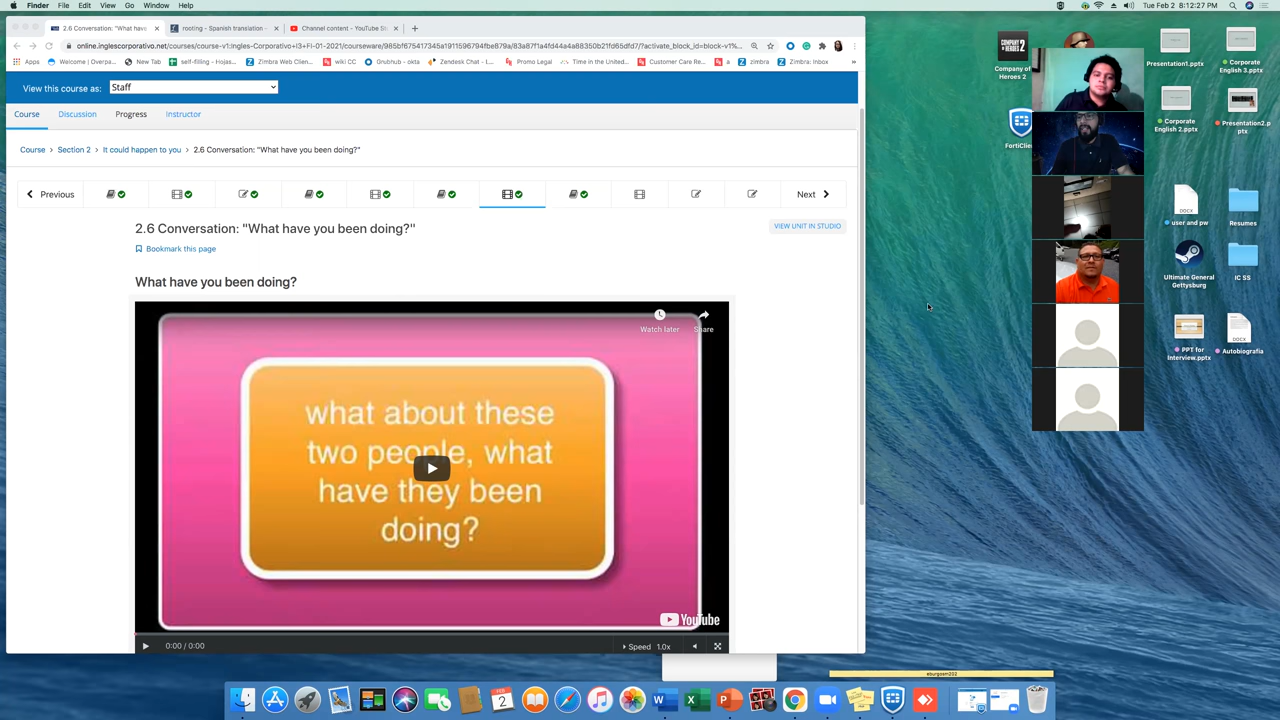 Finder File Edit View Go Window Help
Tue Feb 2 8:12:27 PM
2.6 Conversation: "What have
rooting - Spanish translation -
Channel content - YouTube St
Apps Welcome | Overpa... New Tab self-filling - Hojas... Zimbra Web Clien... wiki CC Grubhub - okta Zendesk Chat - L... Promo Legal Time in the United... Customer Care Re... a zimbra Zimbra: Inbox
View this course as: Staff
Course Discussion Progress Instructor
Course > Section 2 > It could happen to you > 2.6 Conversation: "What have you been doing?"
Previous
Next
2.6 Conversation: "What have you been doing?"
VIEW UNIT IN STUDIO
Bookmark this page
What have you been doing?
Watch later
Share
what about these
two people, what
have they been
doing?
YouTube
0:00 / 0:00
Speed 1.0x
Company of
Heroes 2
Presentation1.pptx
Corporate
English 3.pptx
FortiClie
Corporate
English 2.pptx
Presentation2.p
ptx
DOCX
user and pw
Resumes
Ultimate General
Gettysburg
IC SS
PPT for
Interview.pptx
DOCX
Autobiografia
eburgosm202
FEB
2